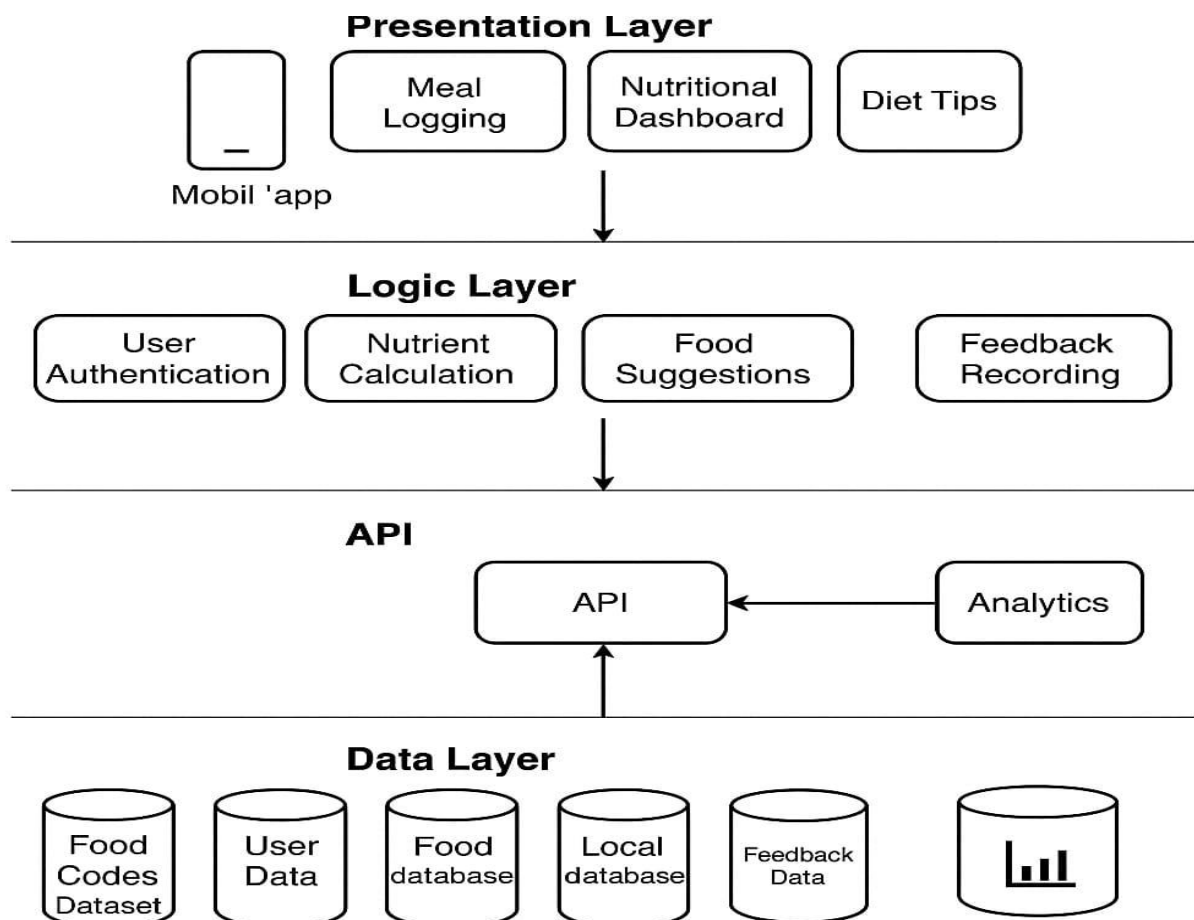 Presentation Layer
Meal
Logging
Nutritional
Dashboard
Diet Tips
Mobil 'app
Logic Layer
User
Authentication
Nutrient
Calculation
Food
Suggestions
Feedback
Recording
API
API
Analytics
Data Layer
Food
Codes
Dataset
User
Data
Food
database
Local
database
Feedback
Data